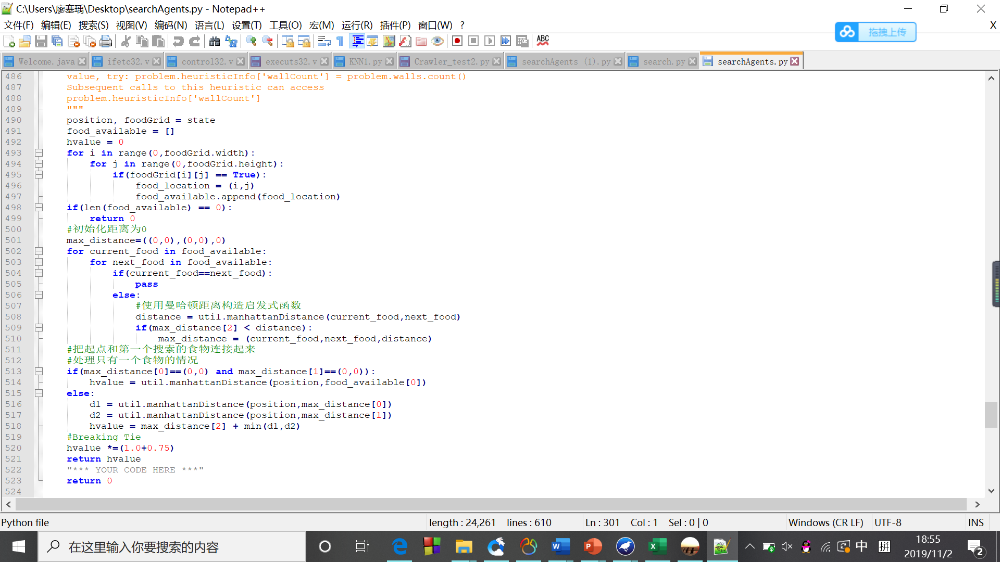 C:\Users\廖塞瑀\Desktop\searchAgents.py - Notepad++
文件(F) 编辑(E) 搜索(S) 视图(V) 编码(N) 语言(L) 设置(T) 工具(O) 宏(M) 运行(R) 插件(P) 窗口(W) ? X
拖拽上传
ABC
Welcome.java ifetc32.v control32.v executs32.v KNN1.py Crawler_test2.py searchAgents (1).py search.py searchAgents.py
486 value, try: problem.heuristicInfo['wallCount'] = problem.walls.count()
487 Subsequent calls to this heuristic can access
488 problem.heuristicInfo['wallCount']
489 """
490 position, foodGrid = state
491 food_available = []
492 hvalue = 0
493 for i in range(0,foodGrid.width):
494 for j in range(0,foodGrid.height):
495 if(foodGrid[i][j] == True):
496 food_location = (i,j)
497 food_available.append(food_location)
498 if(len(food_available) == 0):
499 return 0
500 #初始化距离为0
501 max_distance=((0,0),(0,0),0)
502 for current_food in food_available:
503 for next_food in food_available:
504 if(current_food==next_food):
505 pass
506 else:
507 #使用曼哈顿距离构造启发式函数
508 distance = util.manhattanDistance(current_food,next_food)
509 if(max_distance[2] < distance):
510 max_distance = (current_food,next_food,distance)
511 #把起点和第一个搜索的食物连接起来
512 #处理只有一个食物的情况
513 if(max_distance[0]==(0,0) and max_distance[1]==(0,0)):
514 hvalue = util.manhattanDistance(position,food_available[0])
515 else:
516 d1 = util.manhattanDistance(position,max_distance[0])
517 d2 = util.manhattanDistance(position,max_distance[1])
518 hvalue = max_distance[2] + min(d1,d2)
519 #Breaking Tie
520 hvalue *=(1.0+0.75)
521 return hvalue
522 "*** YOUR CODE HERE ***"
523 return 0
524
Python file length : 24,261 lines : 610 Ln : 301 Col : 1 Sel : 0 | 0 Windows (CR LF) UTF-8 INS
在这里输入你要搜索的内容
中 拼
18:55
2019/11/2
2